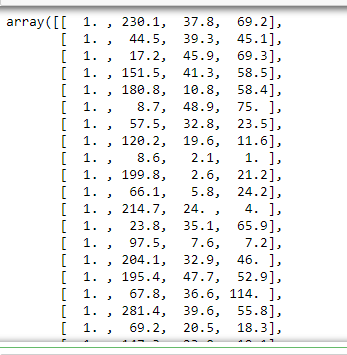 array([[  1. , 230.1,  37.8,  69.2],
       [  1. ,  44.5,  39.3,  45.1],
       [  1. ,  17.2,  45.9,  69.3],
       [  1. , 151.5,  41.3,  58.5],
       [  1. , 180.8,  10.8,  58.4],
       [  1. ,   8.7,  48.9,  75. ],
       [  1. ,  57.5,  32.8,  23.5],
       [  1. , 120.2,  19.6,  11.6],
       [  1. ,   8.6,   2.1,   1. ],
       [  1. , 199.8,   2.6,  21.2],
       [  1. ,  66.1,   5.8,  24.2],
       [  1. , 214.7,  24. ,   4. ],
       [  1. ,  23.8,  35.1,  65.9],
       [  1. ,  97.5,   7.6,   7.2],
       [  1. , 204.1,  32.9,  46. ],
       [  1. , 195.4,  47.7,  52.9],
       [  1. ,  67.8,  36.6, 114. ],
       [  1. , 281.4,  39.6,  55.8],
       [  1. ,  69.2,  20.5,  18.3],